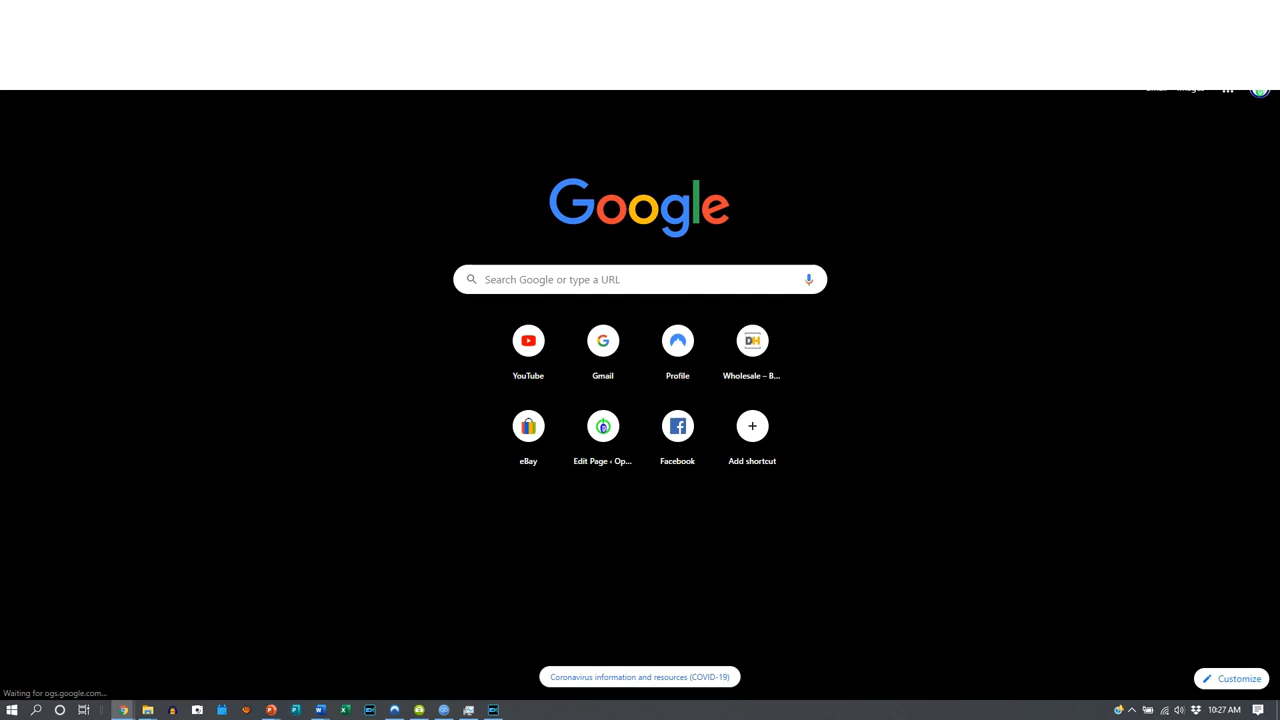 Google
Search Google or type a URL
YouTube
Gmail
Profile
Wholesale – B...
DH
eBay
Edit Page ‹ Op...
Facebook
Add shortcut
Coronavirus information and resources (COVID-19)
Customize
Waiting for ogs.google.com...
10:27 AM